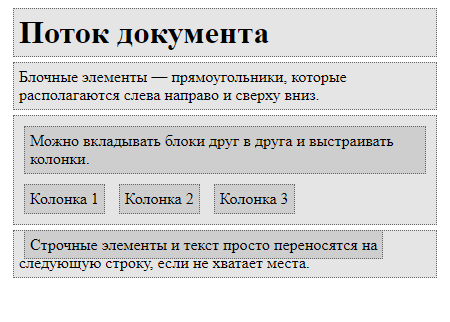 Поток документа
Блочные элементы — прямоугольники, которые
располагаются слева направо и сверху вниз.
Можно вкладывать блоки друг в друга и выстраивать
колонки.
Колонка 1 Колонка 2 Колонка 3
Строчные элементы и текст просто переносятся на
следующую строку, если не хватает места.